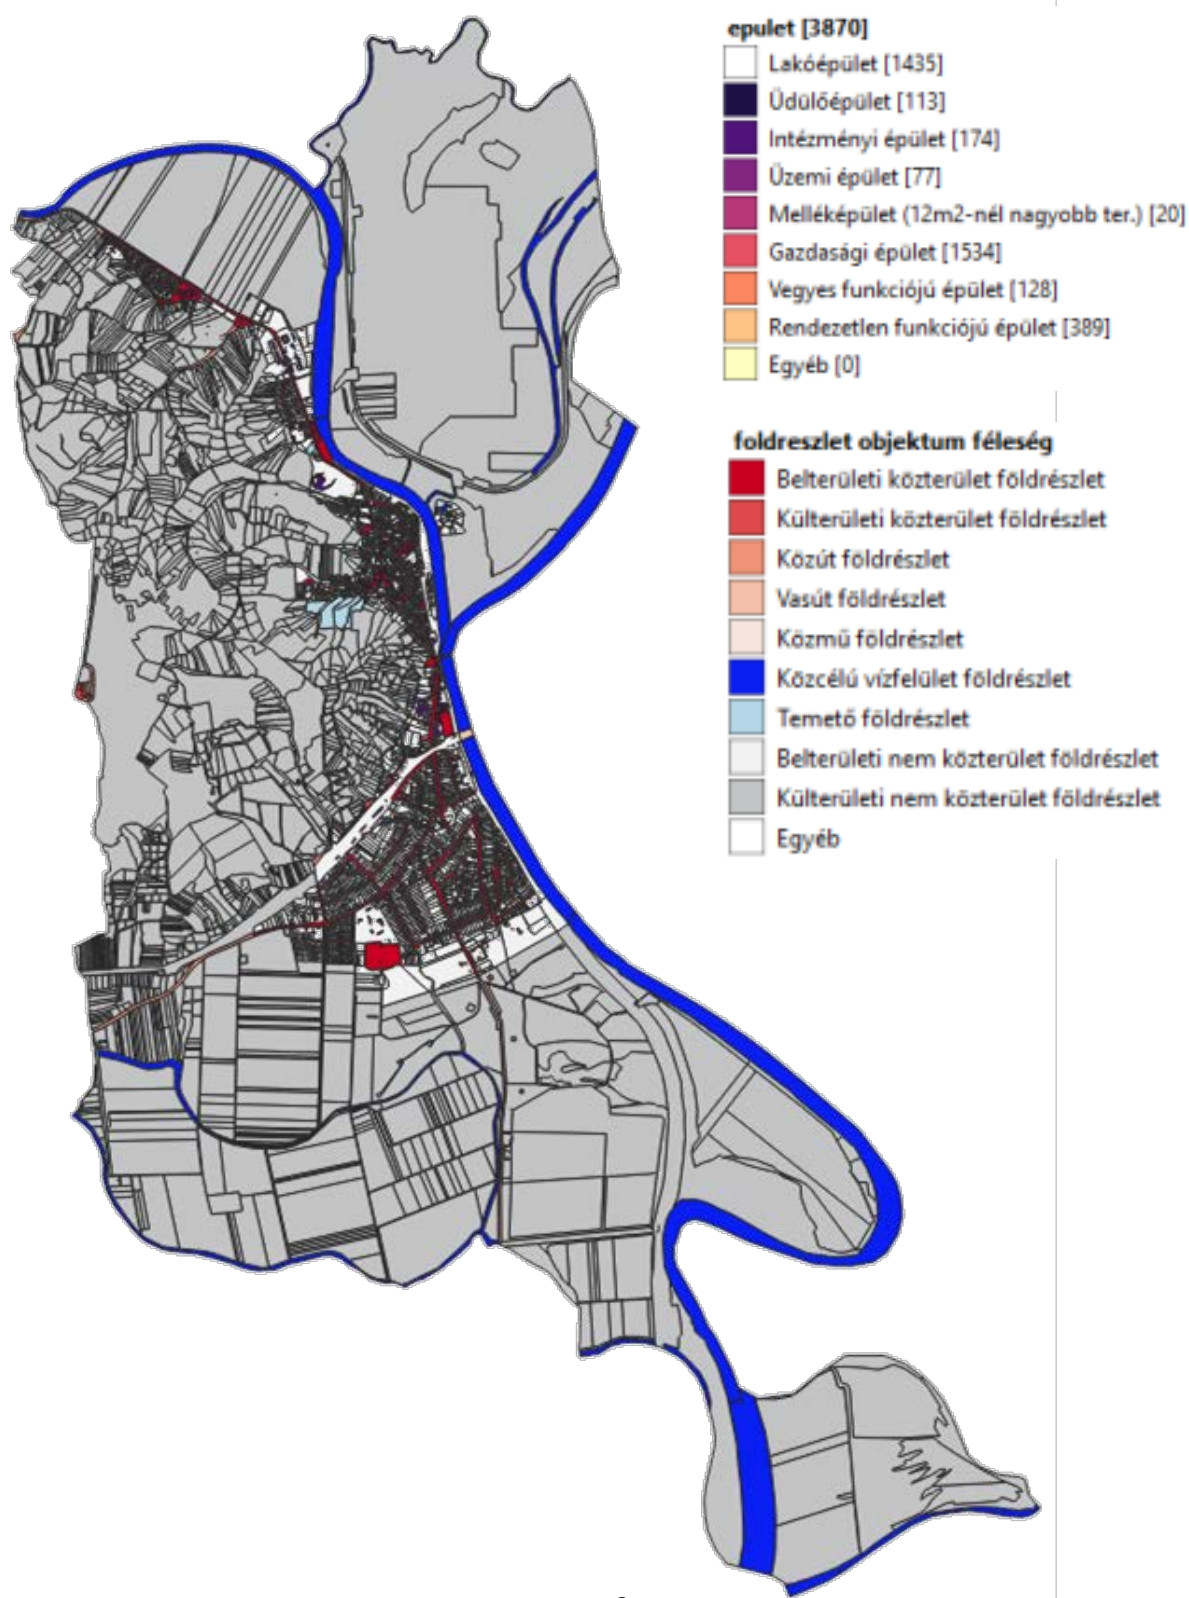 epulet [3870]
Lakóépület [1435]
Üdülőépület [113]
Intézményi épület [174]
Üzemi épület [77]
Melléképület (12m2-nél nagyobb ter.) [20]
Gazdasági épület [1534]
Vegyes funkciójú épület [128]
Rendezetlen funkciójú épület [389]
Egyéb [0]
foldreszlet objektum féleség
Belterületi közterület földrészlet
Külterületi közterület földrészlet
Közút földrészlet
Vasút földrészlet
Közmű földrészlet
Közcélú vízfelület földrészlet
Temető földrészlet
Belterületi nem közterület földrészlet
Külterületi nem közterület földrészlet
Egyéb